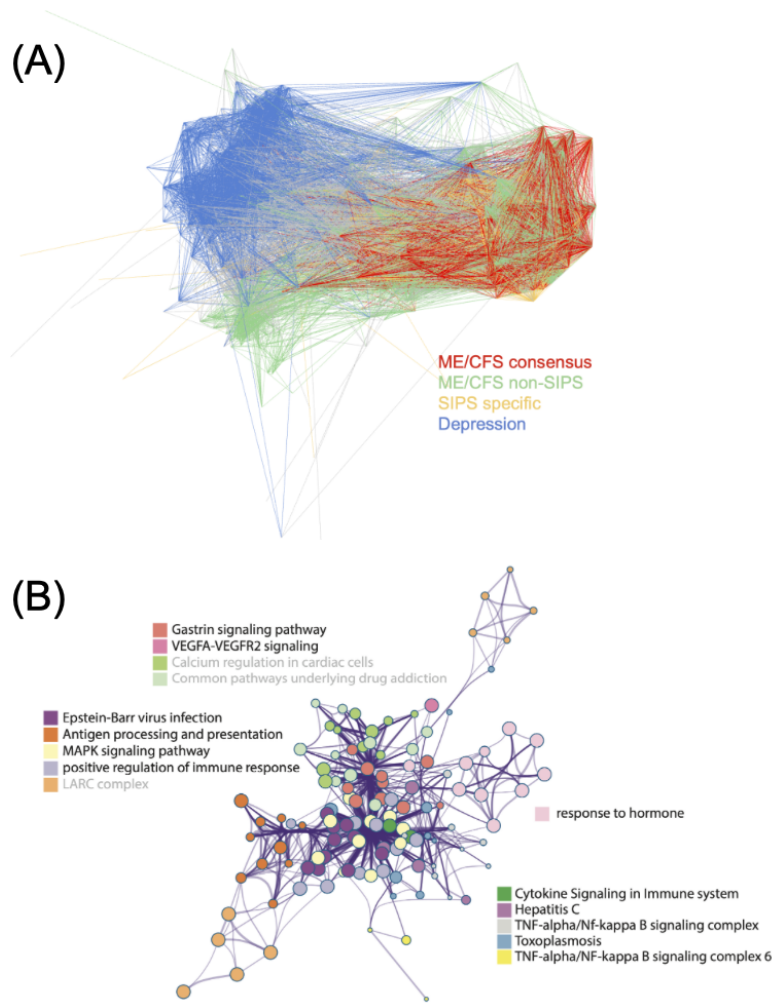 (A)
ME/CFS consensus
ME/CFS non-SIPS
SIPS specific
Depression
(B)
Gastrin signaling pathway
VEGFA-VEGFR2 signaling
Calcium regulation in cardiac cells
Common pathways underlying drug addiction
Epstein-Barr virus infection
Antigen processing and presentation
MAPK signaling pathway
positive regulation of immune response
LARC complex
response to hormone
Cytokine Signaling in Immune system
Hepatitis C
TNF-alpha/Nf-kappa B signaling complex
Toxoplasmosis
TNF-alpha/NF-kappa B signaling complex 6